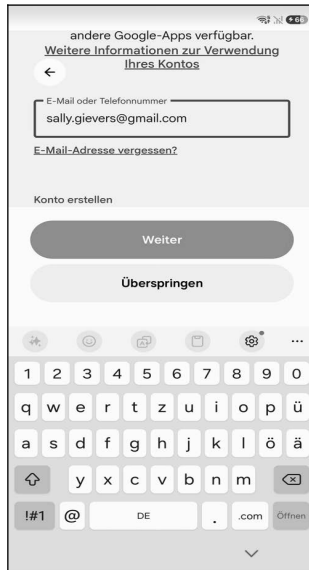 66
andere Google-Apps verfügbar.
Weitere Informationen zur Verwendung
Ihres Kontos
E-Mail oder Telefonnummer
sally.gievers@gmail.com
E-Mail-Adresse vergessen?
Konto erstellen
Weiter
Überspringen
1 2 3 4 5 6 7 8 9 0
q w e r t z u i o p ü
a s d f g h j k l ö ä
y x c v b n m
!#1 @ DE . .com Öffnen